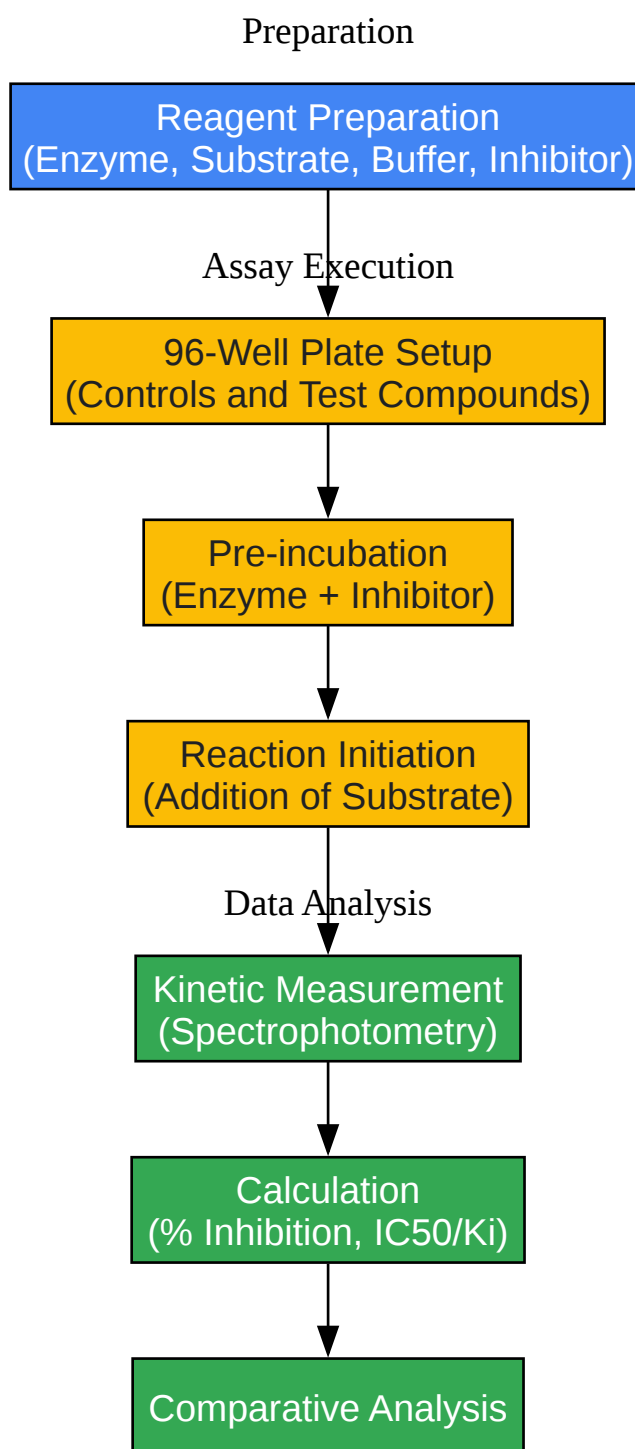 Preparation
Reagent Preparation
(Enzyme, Substrate, Buffer, Inhibitor)
Assay Execution
96-Well Plate Setup
(Controls and Test Compounds)
Pre-incubation
(Enzyme + Inhibitor)
Reaction Initiation
(Addition of Substrate)
Data Analysis
Kinetic Measurement
(Spectrophotometry)
Calculation
(% Inhibition, IC50/Ki)
Comparative Analysis